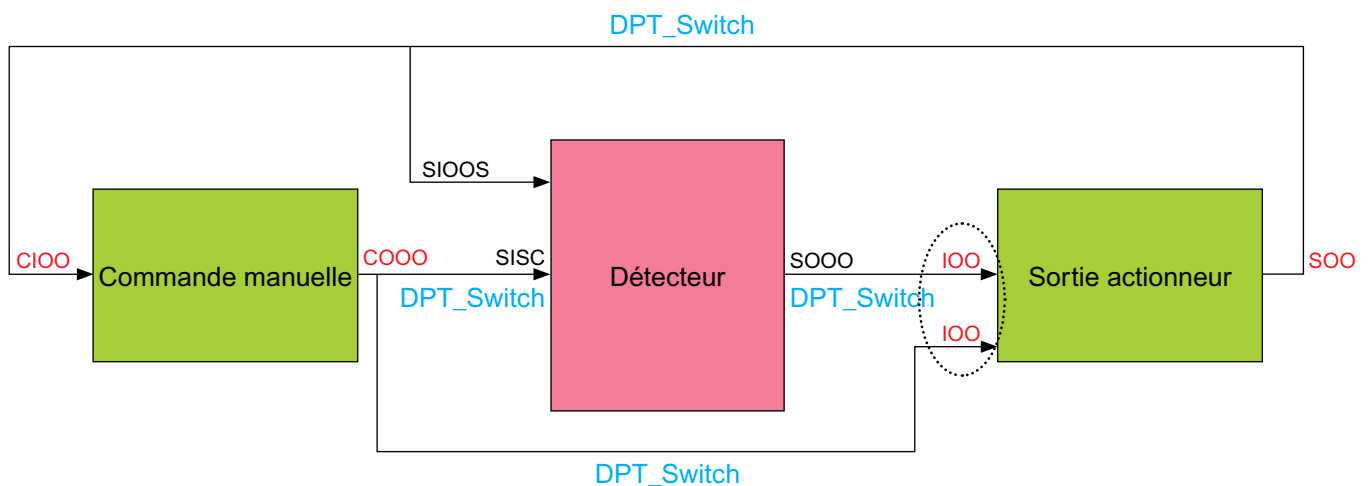 DPT_Switch
SIOOS
CIOO
Commande manuelle
COOO
SISC
DPT_Switch
Détecteur
SOOO
DPT_Switch
IOO
IOO
Sortie actionneur
SOO
DPT_Switch